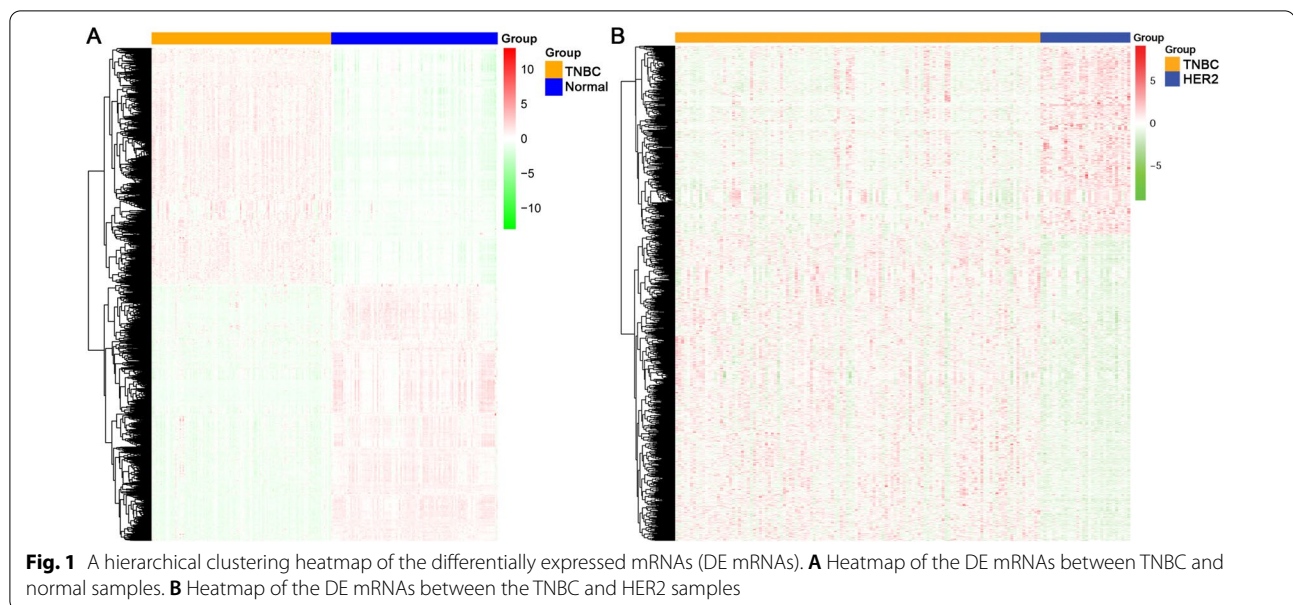 A
Group
10
5
0
−5
−10
Group
TNBC
Normal
B
Group
5
0
−5
Group
TNBC
HER2
Fig. 1 A hierarchical clustering heatmap of the differentially expressed mRNAs (DE mRNAs). A Heatmap of the DE mRNAs between TNBC and
normal samples. B Heatmap of the DE mRNAs between the TNBC and HER2 samples